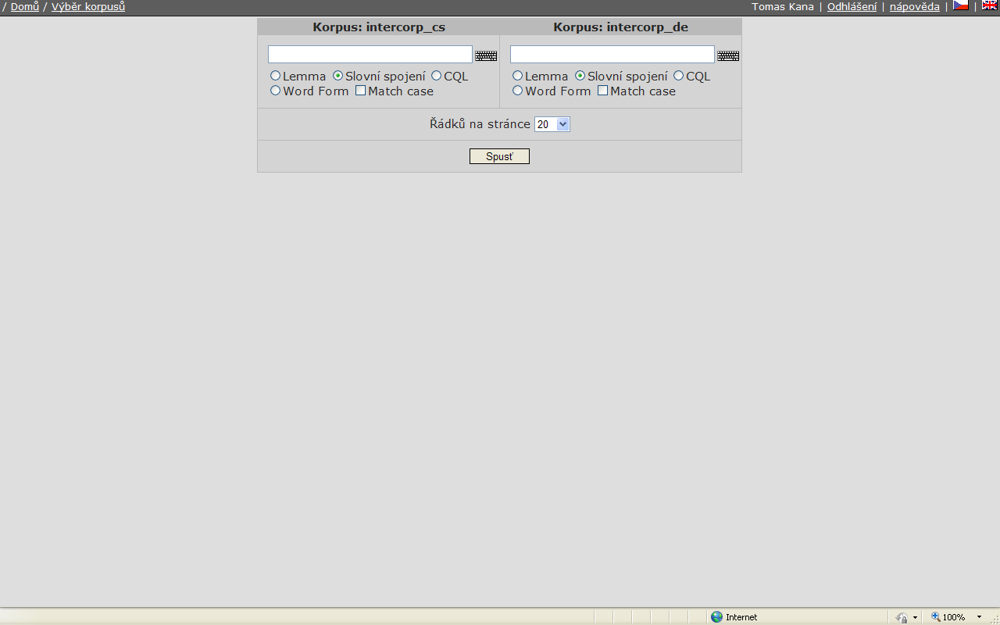 / Domů / Výběr korpusů Tomas Kana | Odhlášení | nápověda | |
Korpus: intercorp_cs Korpus: intercorp_de
Lemma Slovní spojení CQL Lemma Slovní spojení CQL
Word Form Match case Word Form Match case
Řádků na stránce 20
Spusť
Internet 100%